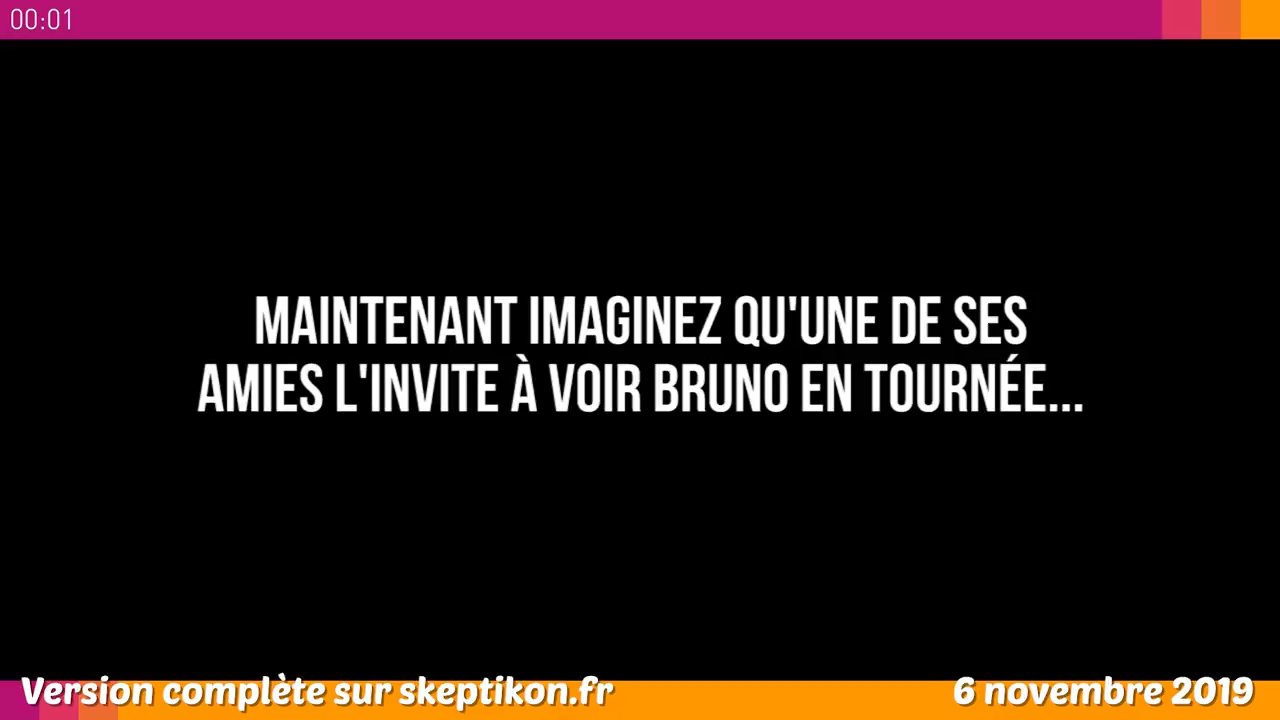 00:01
MAINTENANT IMAGINEZ QU'UNE DE SES
AMIES L'INVITE À VOIR BRUNO EN TOURNÉE...
Version complète sur skeptikon.fr
6 novembre 2019